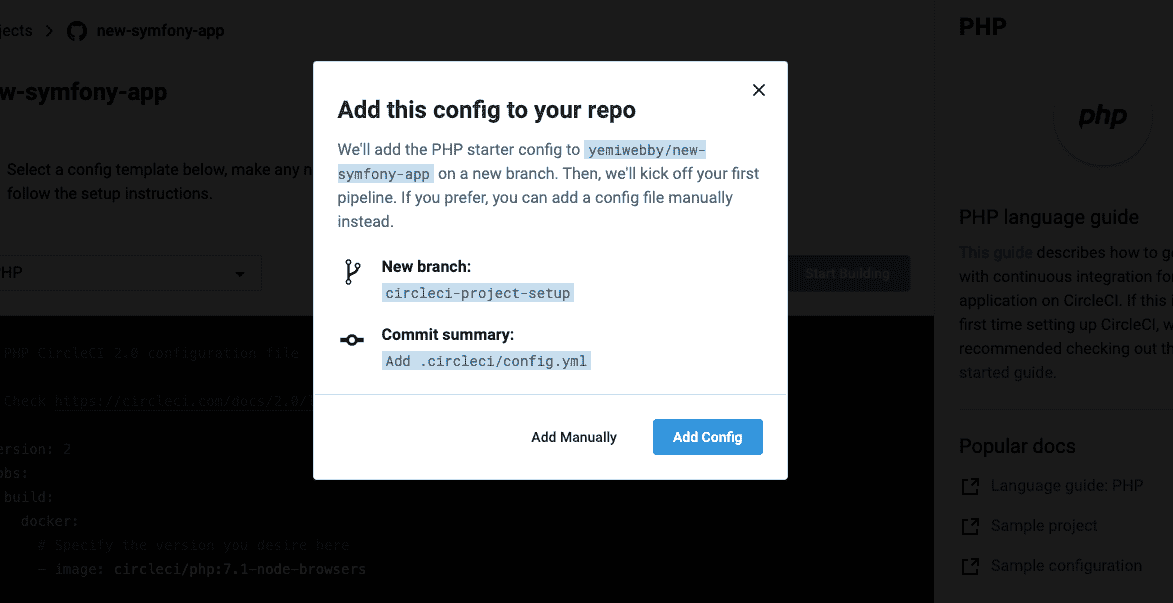 jects > new-symfony-app
w-symfony-app
Select a config template below, make any n
follow the setup instructions.
HP
Start Building
# PHP CircleCI 2.0 configuration file
Check https://circleci.com/docs/2.0/
ersion: 2
obs:
build:
docker:
# Specify the version you desire here
- image: circleci/php:7.1-node-browsers
Add this config to your repo
We'll add the PHP starter config to yemiwebby/new-
symfony-app on a new branch. Then, we'll kick off your first
pipeline. If you prefer, you can add a config file manually
instead.
New branch:
circleci-project-setup
Commit summary:
Add .circleci/config.yml
Add Manually
Add Config
PHP
php
PHP language guide
This guide describes how to g
with continuous integration fo
application on CircleCI. If this
first time setting up CircleCI, w
recommended checking out th
started guide.
Popular docs
Language guide: PHP
Sample project
Sample configuration